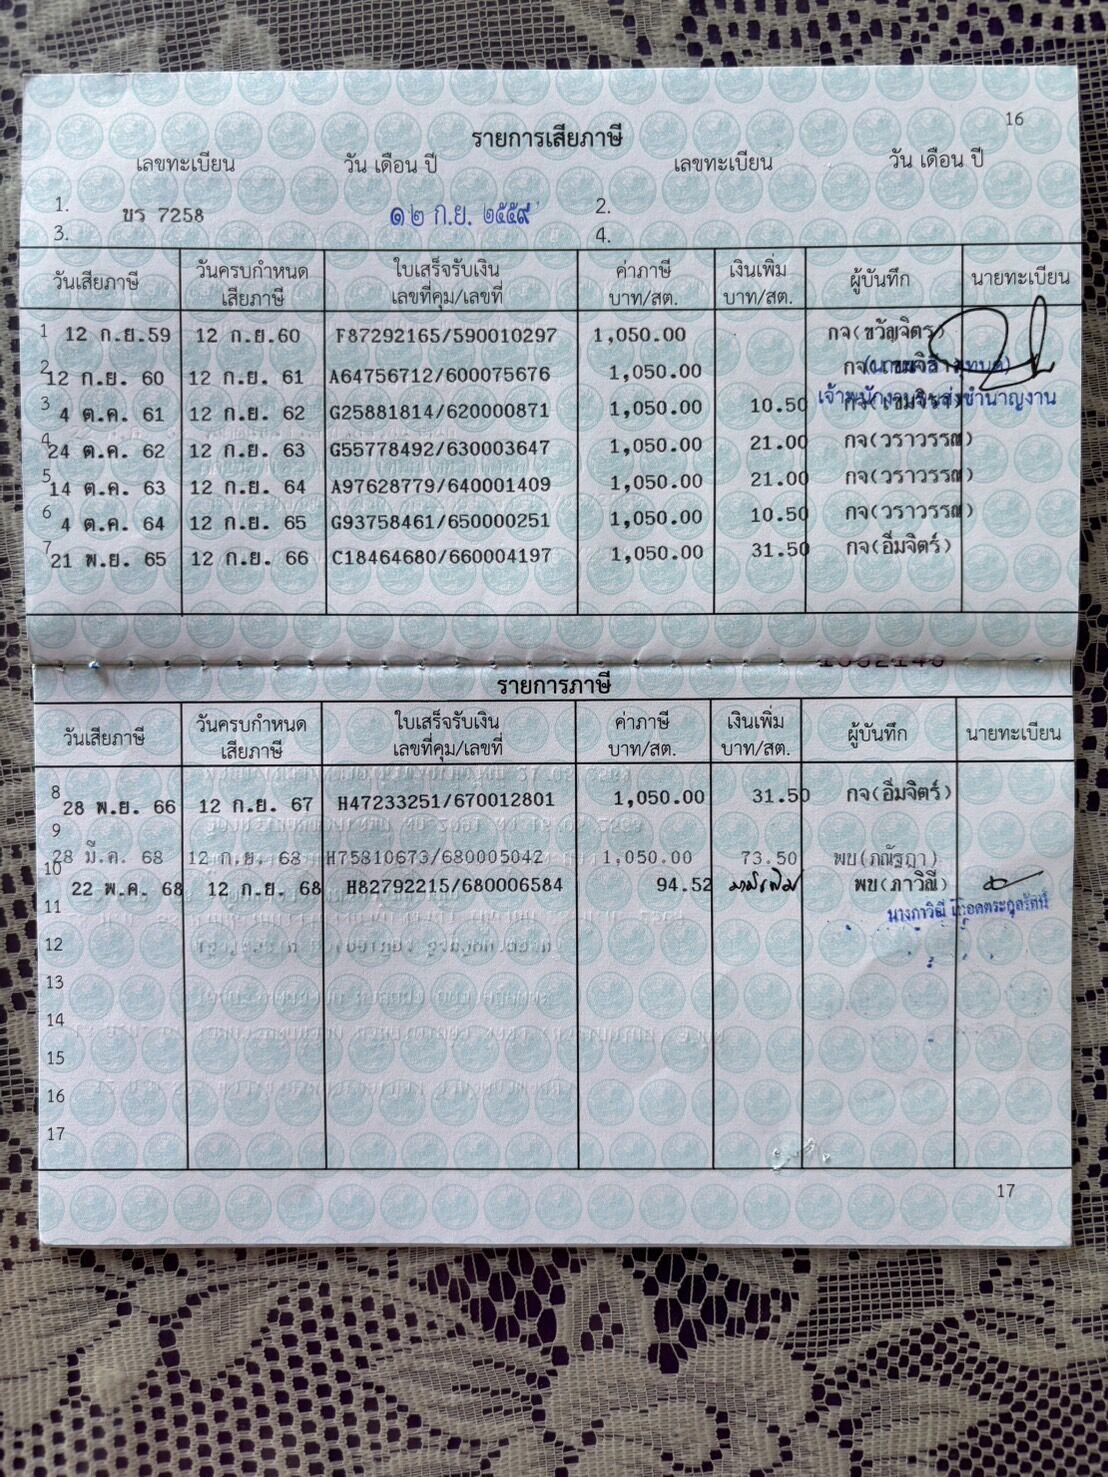 16
รายการเสียภาษี
เลขทะเบียน วัน เดือน ปี เลขทะเบียน วัน เดือน ปี
1. ขร 7258 ๑๒ ก.ย. ๒๕๕๙ 2.
3. 4.
วันเสียภาษี วันครบกำหนดเสียภาษี ใบเสร็จรับเงิน เลขที่คุม/เลขที่ ค่าภาษี บาท/สต. เงินเพิ่ม บาท/สต. ผู้บันทึก นายทะเบียน
1 12 ก.ย.59 12 ก.ย.60 F87292165/590010297 1,050.00 กจ(ขวัญจิตร)
2 12 ก.ย. 60 12 ก.ย. 61 A64756712/600075676 1,050.00
3 4 ต.ค. 61 12 ก.ย. 62 G25881814/620000871 1,050.00 10.50
4 24 ต.ค. 62 12 ก.ย. 63 G55778492/630003647 1,050.00 21.00 กจ(วราวรรณ)
5 14 ต.ค. 63 12 ก.ย. 64 A97628779/640001409 1,050.00 21.00 กจ(วราวรรณ)
6 4 ต.ค. 64 12 ก.ย. 65 G93758461/650000251 1,050.00 10.50 กจ(วราวรรณ)
7 21 พ.ย. 65 12 ก.ย. 66 C18464680/660004197 1,050.00 31.50 กจ(อิ่มจิตร์)
รายการภาษี
วันเสียภาษี วันครบกำหนดเสียภาษี ใบเสร็จรับเงิน เลขที่คุม/เลขที่ ค่าภาษี บาท/สต. เงินเพิ่ม บาท/สต. ผู้บันทึก นายทะเบียน
8 28 พ.ย. 66 12 ก.ย. 67 H47233251/670012801 1,050.00 31.50 กจ(อิ่มจิตร์)
9 28 มี.ค. 68 12 ก.ย. 68 H75810673/680005042 1,050.00 73.50 พบ(ภณัฐฎา)
10 22 พ.ค. 68 12 ก.ย. 68 H82792215/680006584 94.52 พบ(ภาวิณี)
11 นางภาวิณี
12
13
14
15
16
17
17